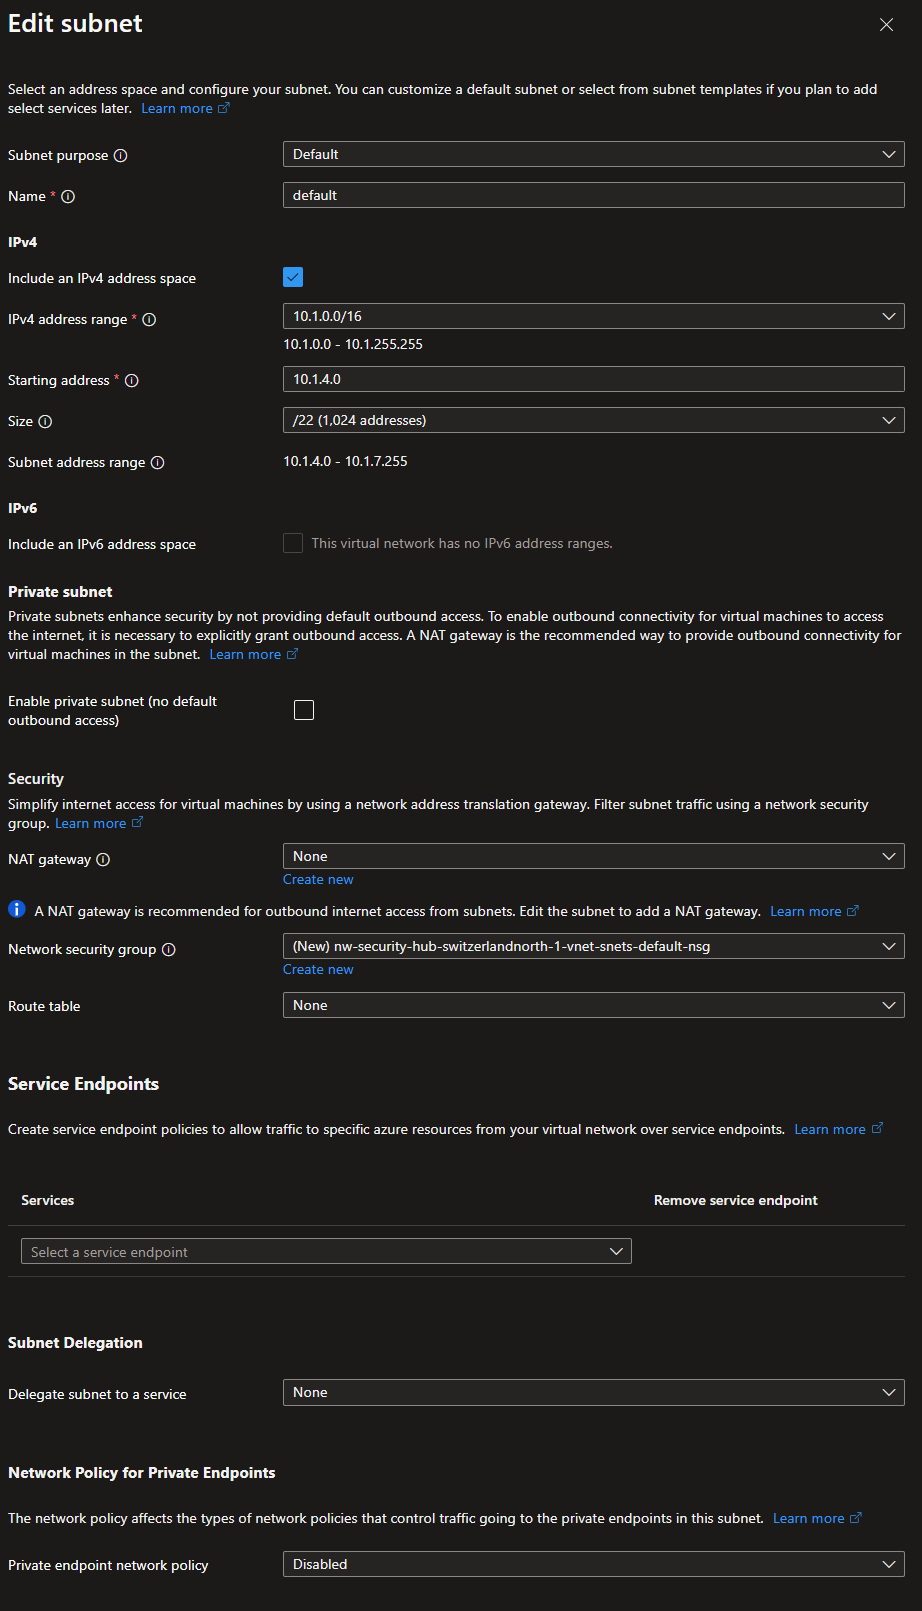 Edit subnet
Select an address space and configure your subnet. You can customize a default subnet or select from subnet templates if you plan to add
select services later. Learn more
Subnet purpose
Default
Name *
default
IPv4
Include an IPv4 address space
IPv4 address range *
10.1.0.0/16
10.1.0.0 - 10.1.255.255
Starting address *
10.1.4.0
Size
/22 (1,024 addresses)
Subnet address range
10.1.4.0 - 10.1.7.255
IPv6
Include an IPv6 address space
This virtual network has no IPv6 address ranges.
Private subnet
Private subnets enhance security by not providing default outbound access. To enable outbound connectivity for virtual machines to access
the internet, it is necessary to explicitly grant outbound access. A NAT gateway is the recommended way to provide outbound connectivity for
virtual machines in the subnet. Learn more
Enable private subnet (no default
outbound access)
Security
Simplify internet access for virtual machines by using a network address translation gateway. Filter subnet traffic using a network security
group. Learn more
NAT gateway
None
Create new
A NAT gateway is recommended for outbound internet access from subnets. Edit the subnet to add a NAT gateway. Learn more
Network security group
(New) nw-security-hub-switzerlandnorth-1-vnet-snets-default-nsg
Create new
Route table
None
Service Endpoints
Create service endpoint policies to allow traffic to specific azure resources from your virtual network over service endpoints. Learn more
Services
Remove service endpoint
Select a service endpoint
Subnet Delegation
Delegate subnet to a service
None
Network Policy for Private Endpoints
The network policy affects the types of network policies that control traffic going to the private endpoints in this subnet. Learn more
Private endpoint network policy
Disabled